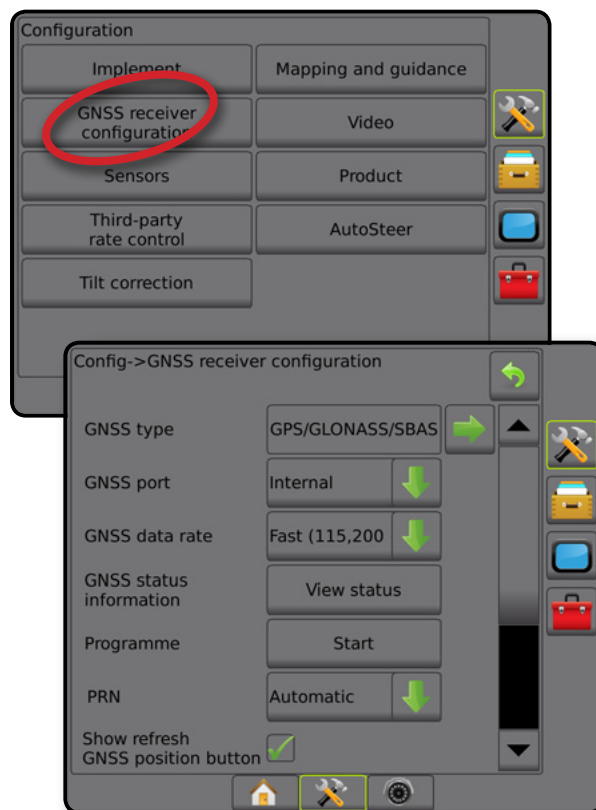 Configuration
Implement
Mapping and guidance
GNSS receiver
configuration
Video
Sensors
Product
Third-party
rate control
AutoSteer
Tilt correction
Config->GNSS receiver configuration
GNSS type
GPS/GLONASS/SBAS
GNSS port
Internal
GNSS data rate
Fast (115,200
GNSS status
information
View status
Programme
Start
PRN
Automatic
Show refresh
GNSS position button